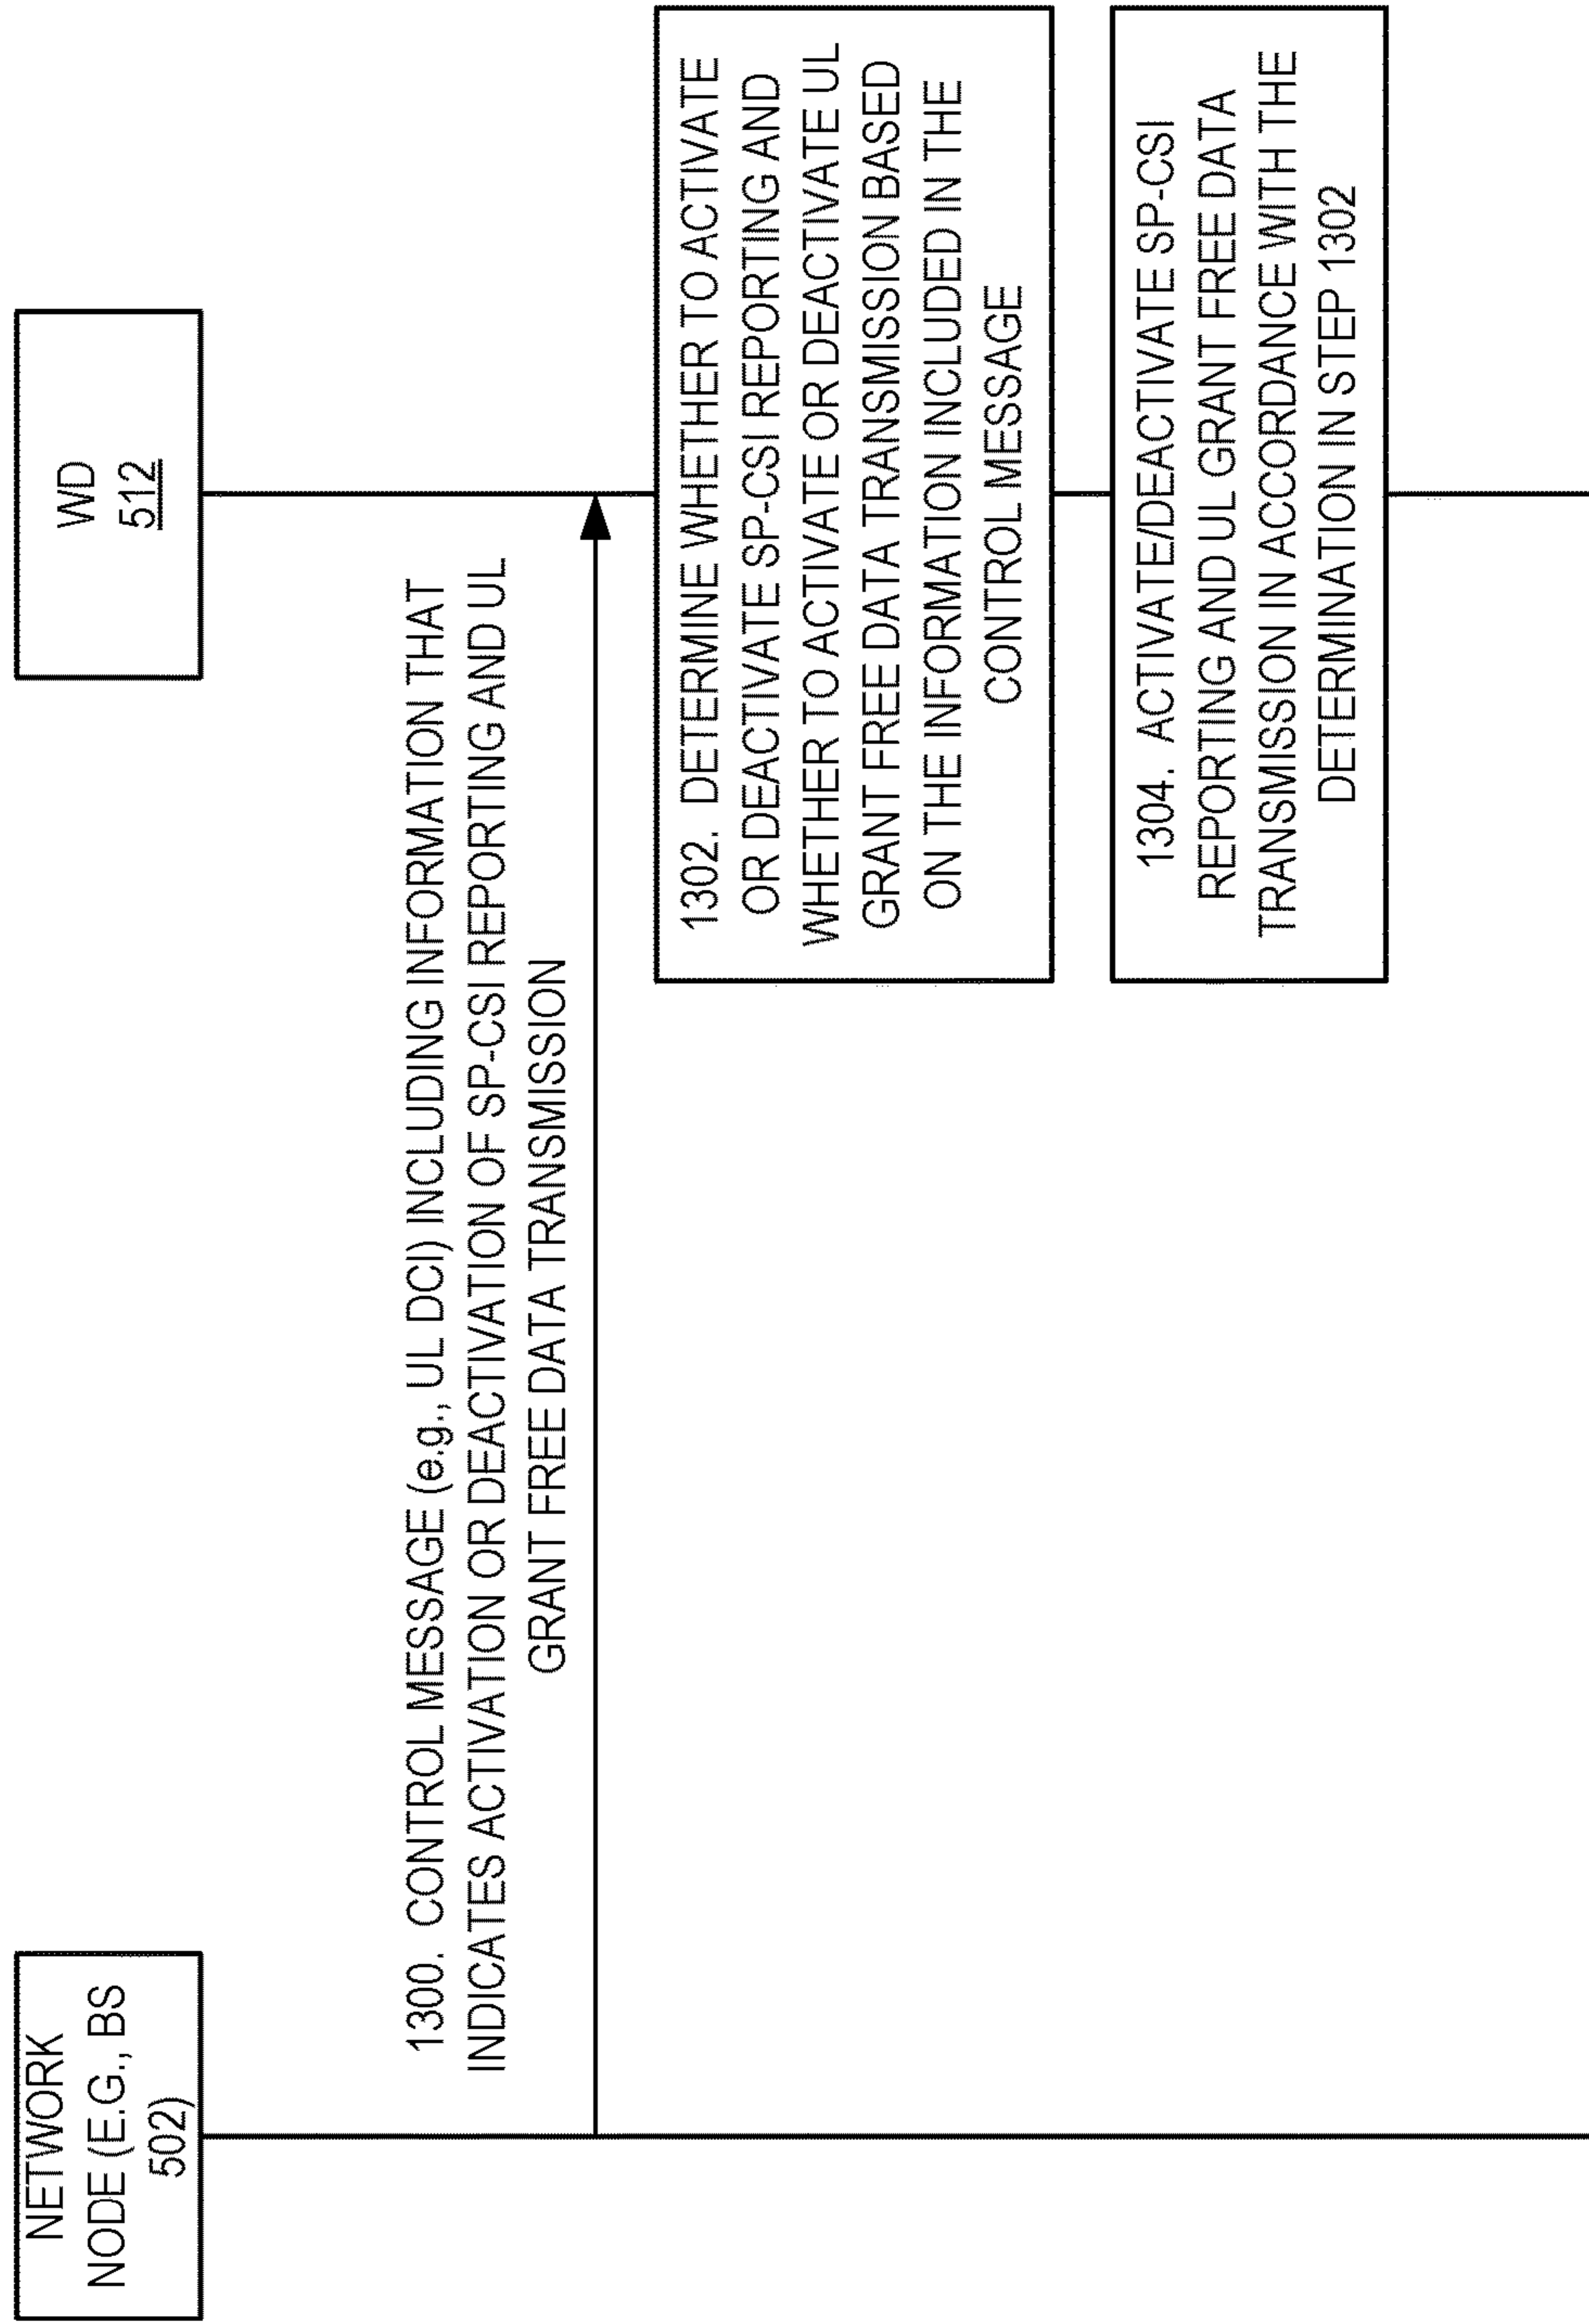 NETWORK
NODE (E.G., BS
502)
WD
512
1300. CONTROL MESSAGE (e.g., UL DCI) INCLUDING INFORMATION THAT
INDICATES ACTIVATION OR DEACTIVATION OF SP-CSI REPORTING AND UL
GRANT FREE DATA TRANSMISSION
1302. DETERMINE WHETHER TO ACTIVATE
OR DEACTIVATE SP-CSI REPORTING AND
WHETHER TO ACTIVATE OR DEACTIVATE UL
GRANT FREE DATA TRANSMISSION BASED
ON THE INFORMATION INCLUDED IN THE
CONTROL MESSAGE
1304. ACTIVATE/DEACTIVATE SP-CSI
REPORTING AND UL GRANT FREE DATA
TRANSMISSION IN ACCORDANCE WITH THE
DETERMINATION IN STEP 1302